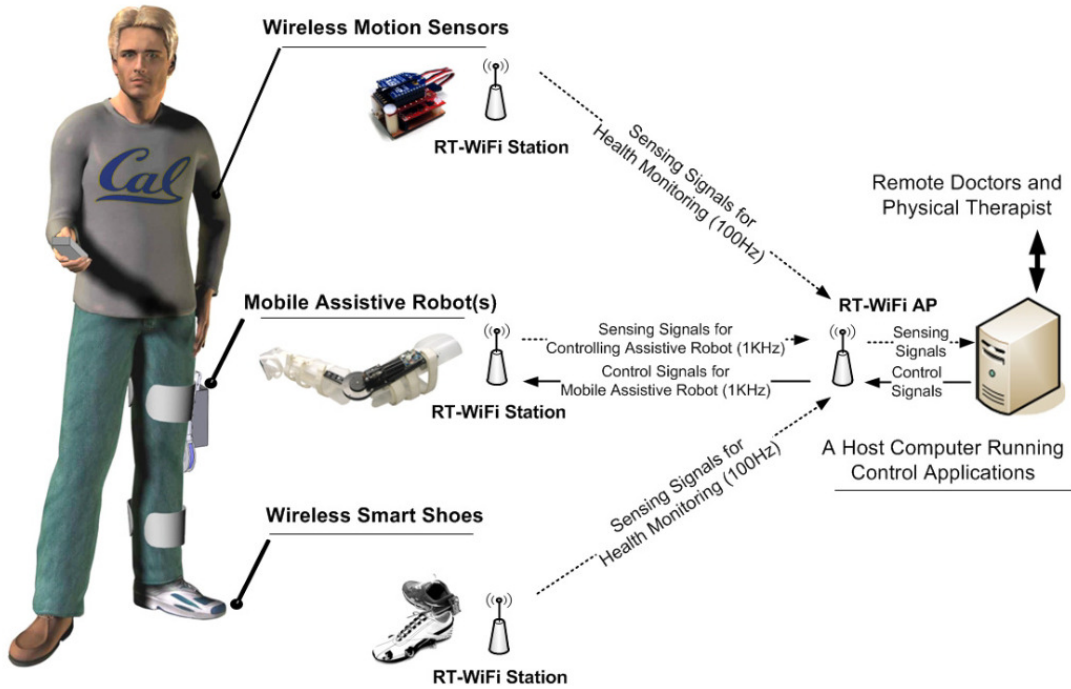 Wireless Motion Sensors
RT-WiFi Station
Cal
Sensing Signals for
Health Monitoring (100Hz)
Remote Doctors and
Physical Therapist
Mobile Assistive Robot(s)
RT-WiFi Station
Sensing Signals for
Controlling Assistive Robot (1KHz)
Control Signals for
Mobile Assistive Robot (1KHz)
RT-WiFi AP
Sensing
Signals
Control
Signals
A Host Computer Running
Control Applications
Sensing Signals for
Health Monitoring (100Hz)
Wireless Smart Shoes
RT-WiFi Station